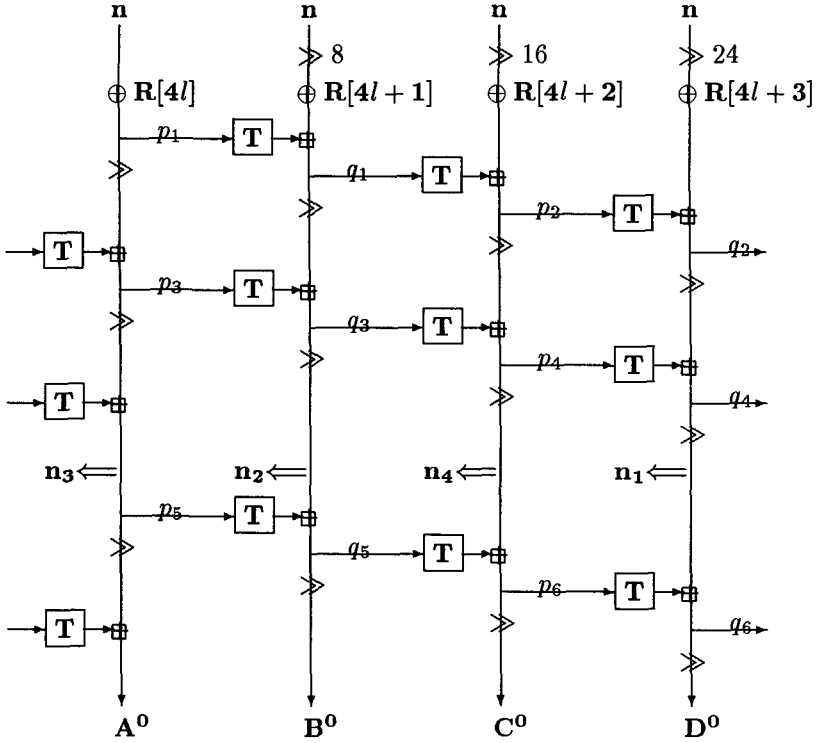 n n n n
8 16 24
R[4l] R[4l + 1] R[4l + 2] R[4l + 3]
p₁ T
q₁ T
p₂ T
T q₂
p₃ T
q₃ T
p₄ T
T q₄
n₃ n₂ n₄ n₁
p₅ T
q₅ T
p₆ T
T q₆
A⁰ B⁰ C⁰ D⁰